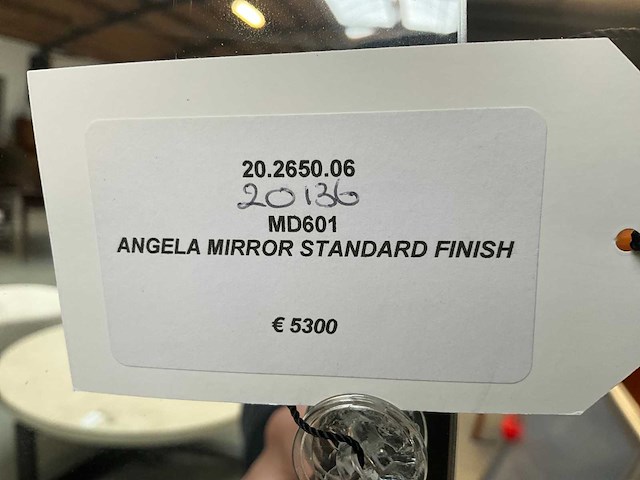 20.2650.06
20136
MD601
ANGELA MIRROR STANDARD FINISH
€ 5300